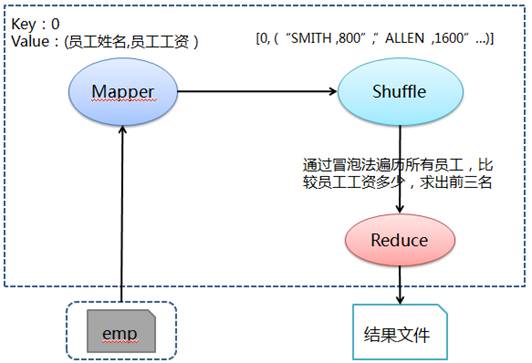 Key：0
Value：(员工姓名,员工工资 )
[0, (  “SMITH ,800” ,” ALLEN  ,1600” ...)]
Mapper
Shuffle
通过冒泡法遍历所有员工，比
较员工工资多少，求出前三名
Reduce
emp
结果文件